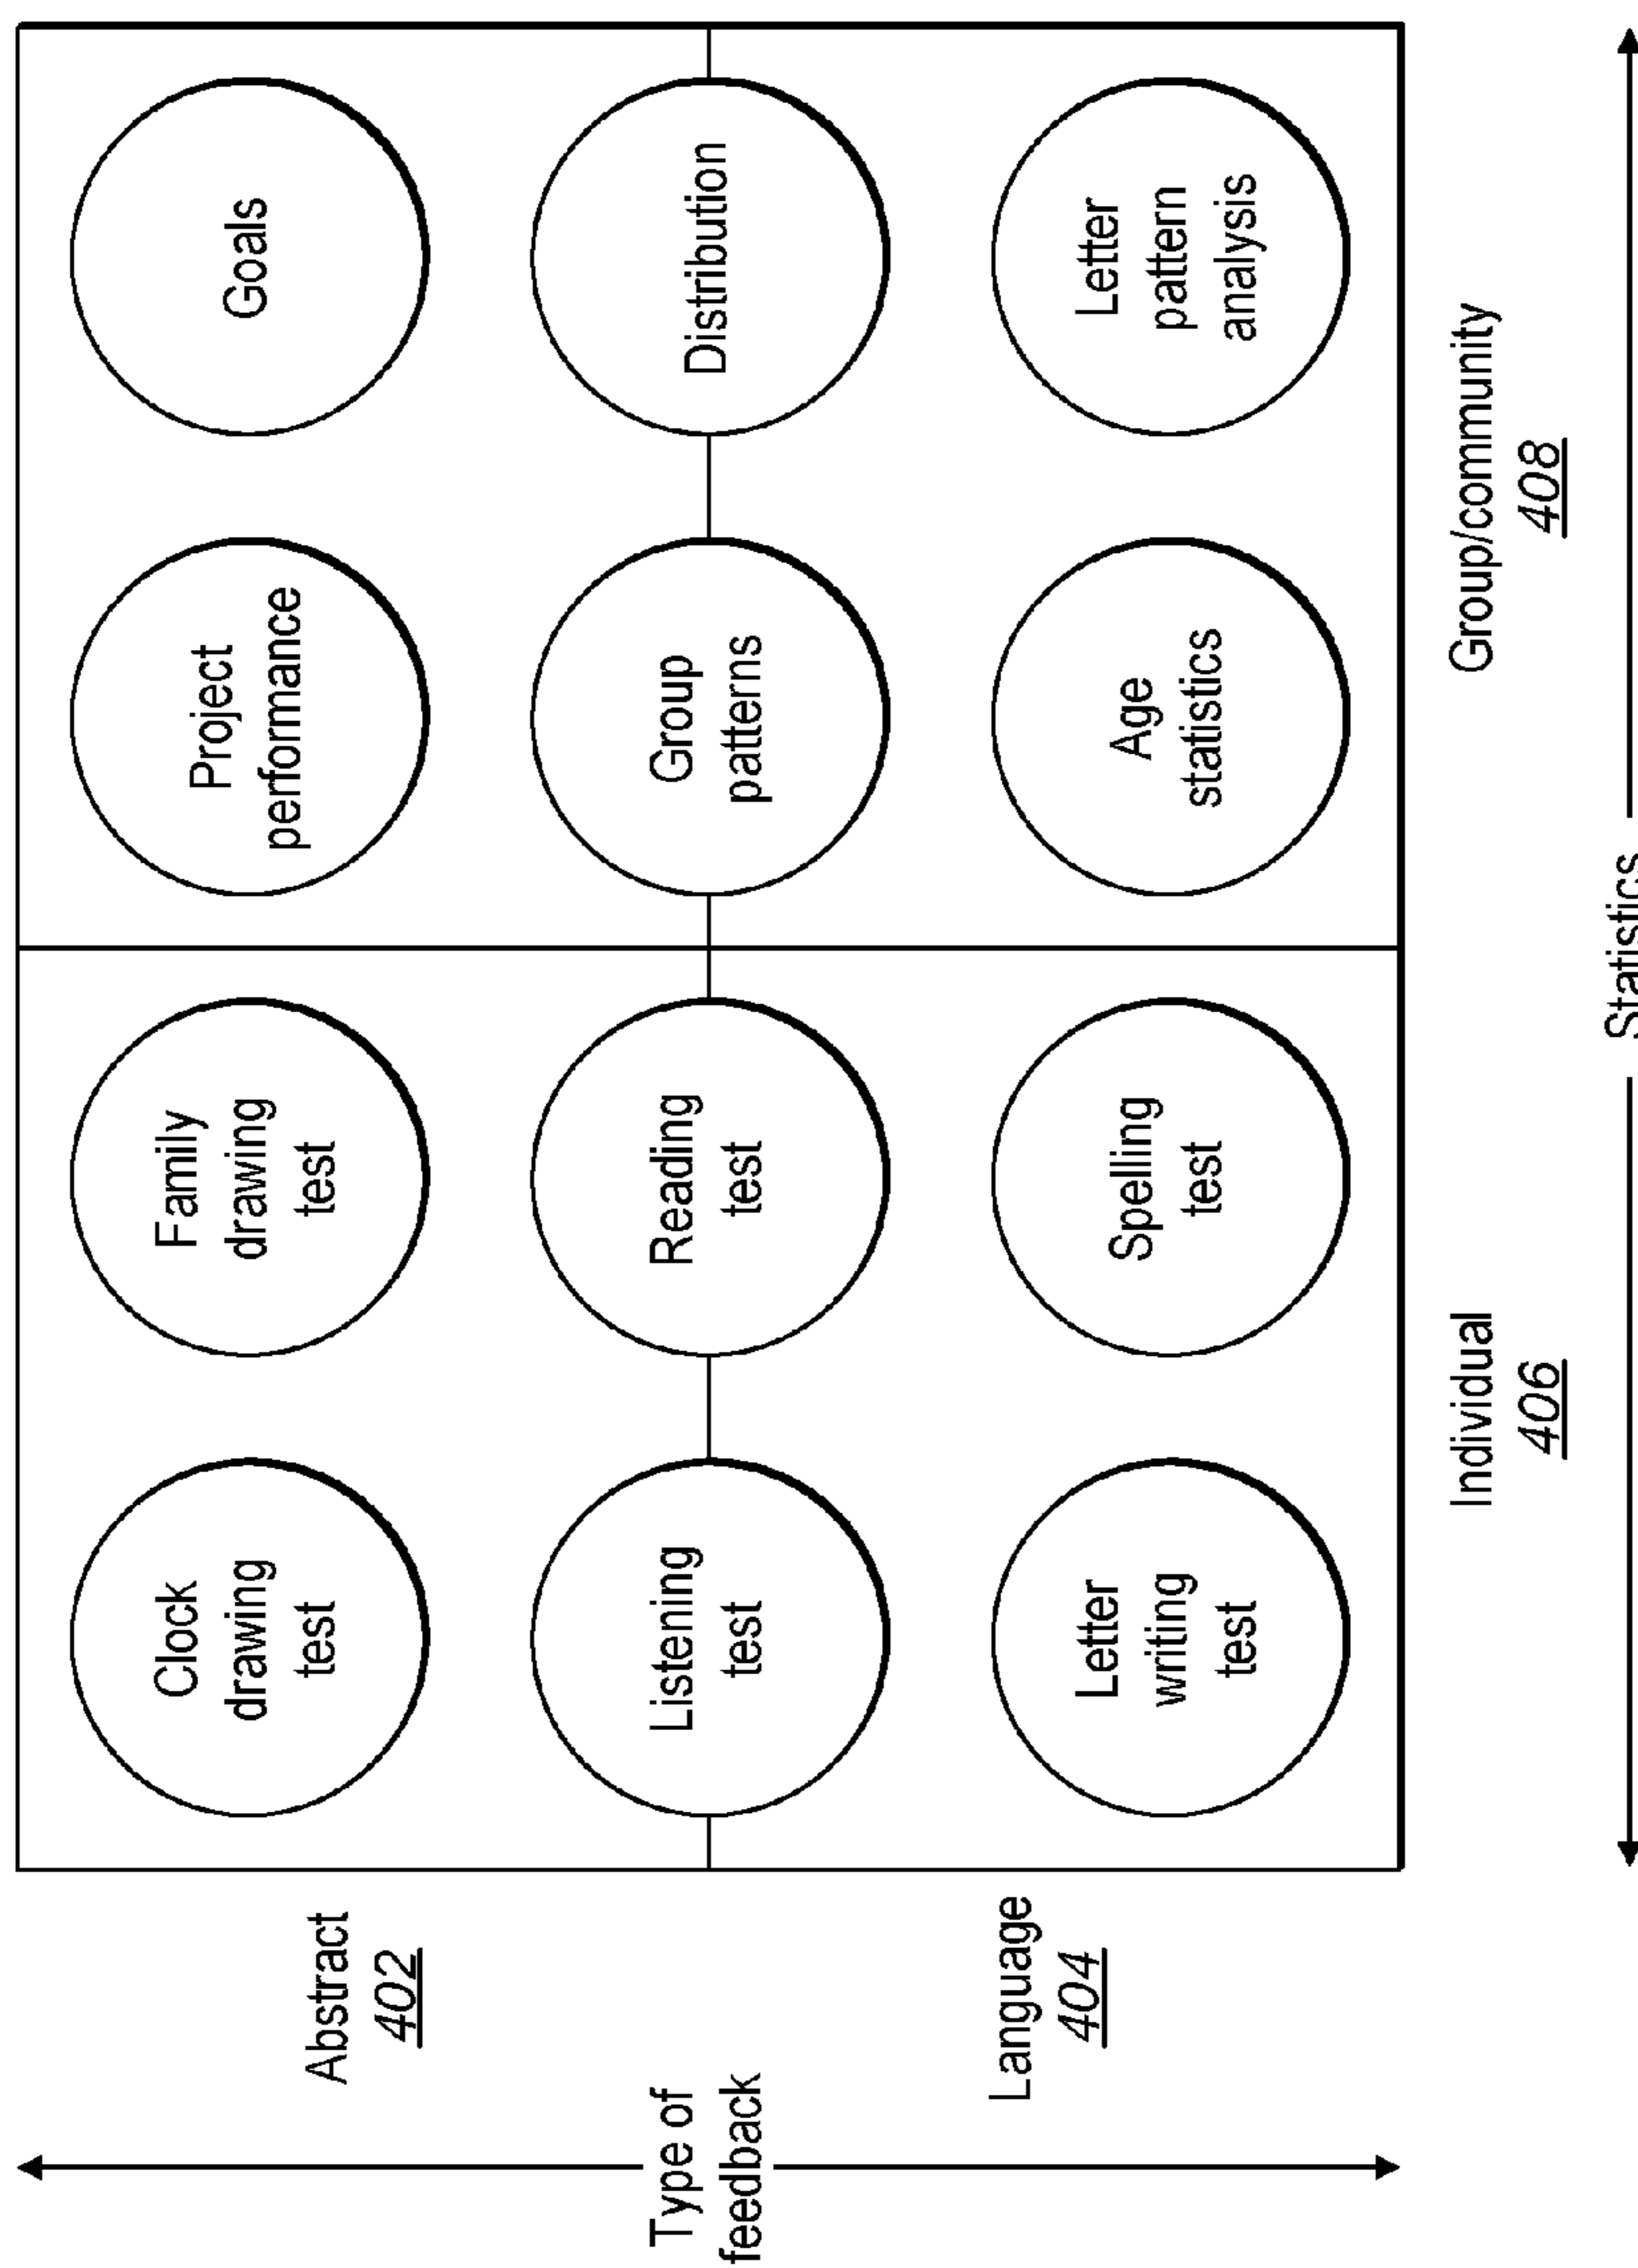 Type of
feedback
Abstract
402
Language
404
Clock
drawing
test
Family
drawing
test
Project
performance
Goals
Listening
test
Reading
test
Group
patterns
Distribution
Letter
writing
test
Spelling
test
Age
statistics
Letter
pattern
analysis
Individual
406
Group/community
408
Statistics